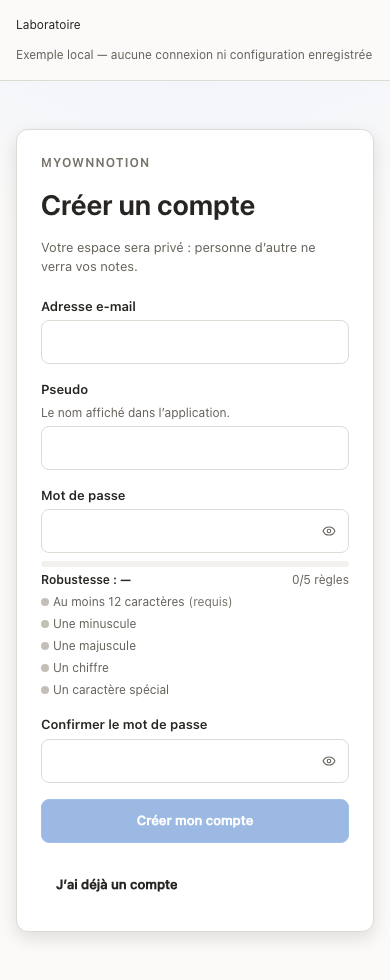 Laboratoire
Exemple local — aucune connexion ni configuration enregistrée
MYOWNNOTION
Créer un compte
Votre espace sera privé : personne d’autre ne
verra vos notes.
Adresse e-mail
Pseudo
Le nom affiché dans l’application.
Mot de passe
Robustesse : — 0/5 règles
Au moins 12 caractères (requis)
Une minuscule
Une majuscule
Un chiffre
Un caractère spécial
Confirmer le mot de passe
Créer mon compte
J’ai déjà un compte